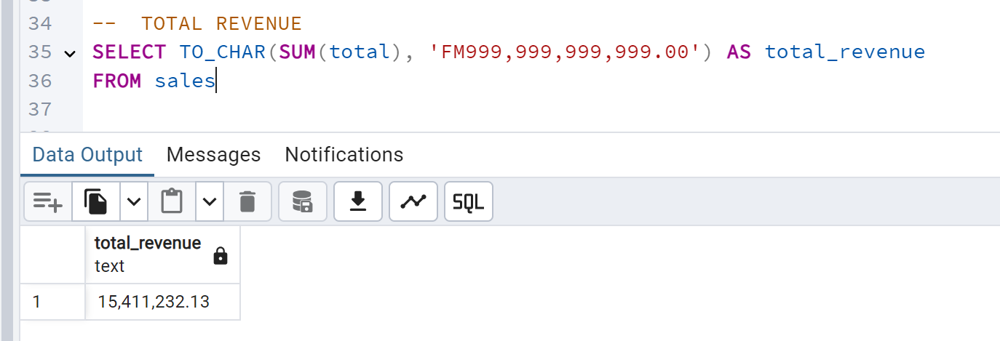 34 --  TOTAL REVENUE
35 SELECT TO_CHAR(SUM(total), 'FM999,999,999,999.00') AS total_revenue
36 FROM sales
37
Data Output Messages Notifications
SQL
total_revenue
text
1 15,411,232.13